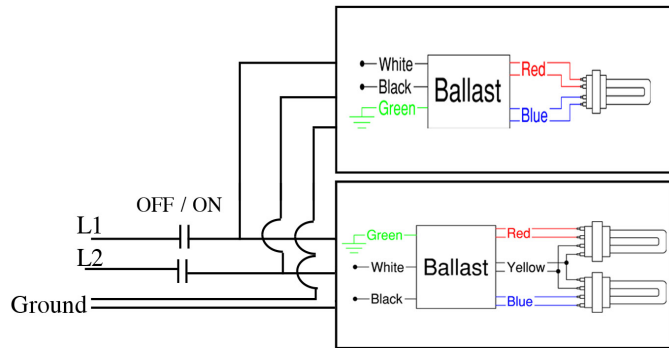 White
Black
Green
Ballast
Red
Blue
OFF / ON
L1
L2
Ground
Green
White
Black
Ballast
Red
Yellow
Blue